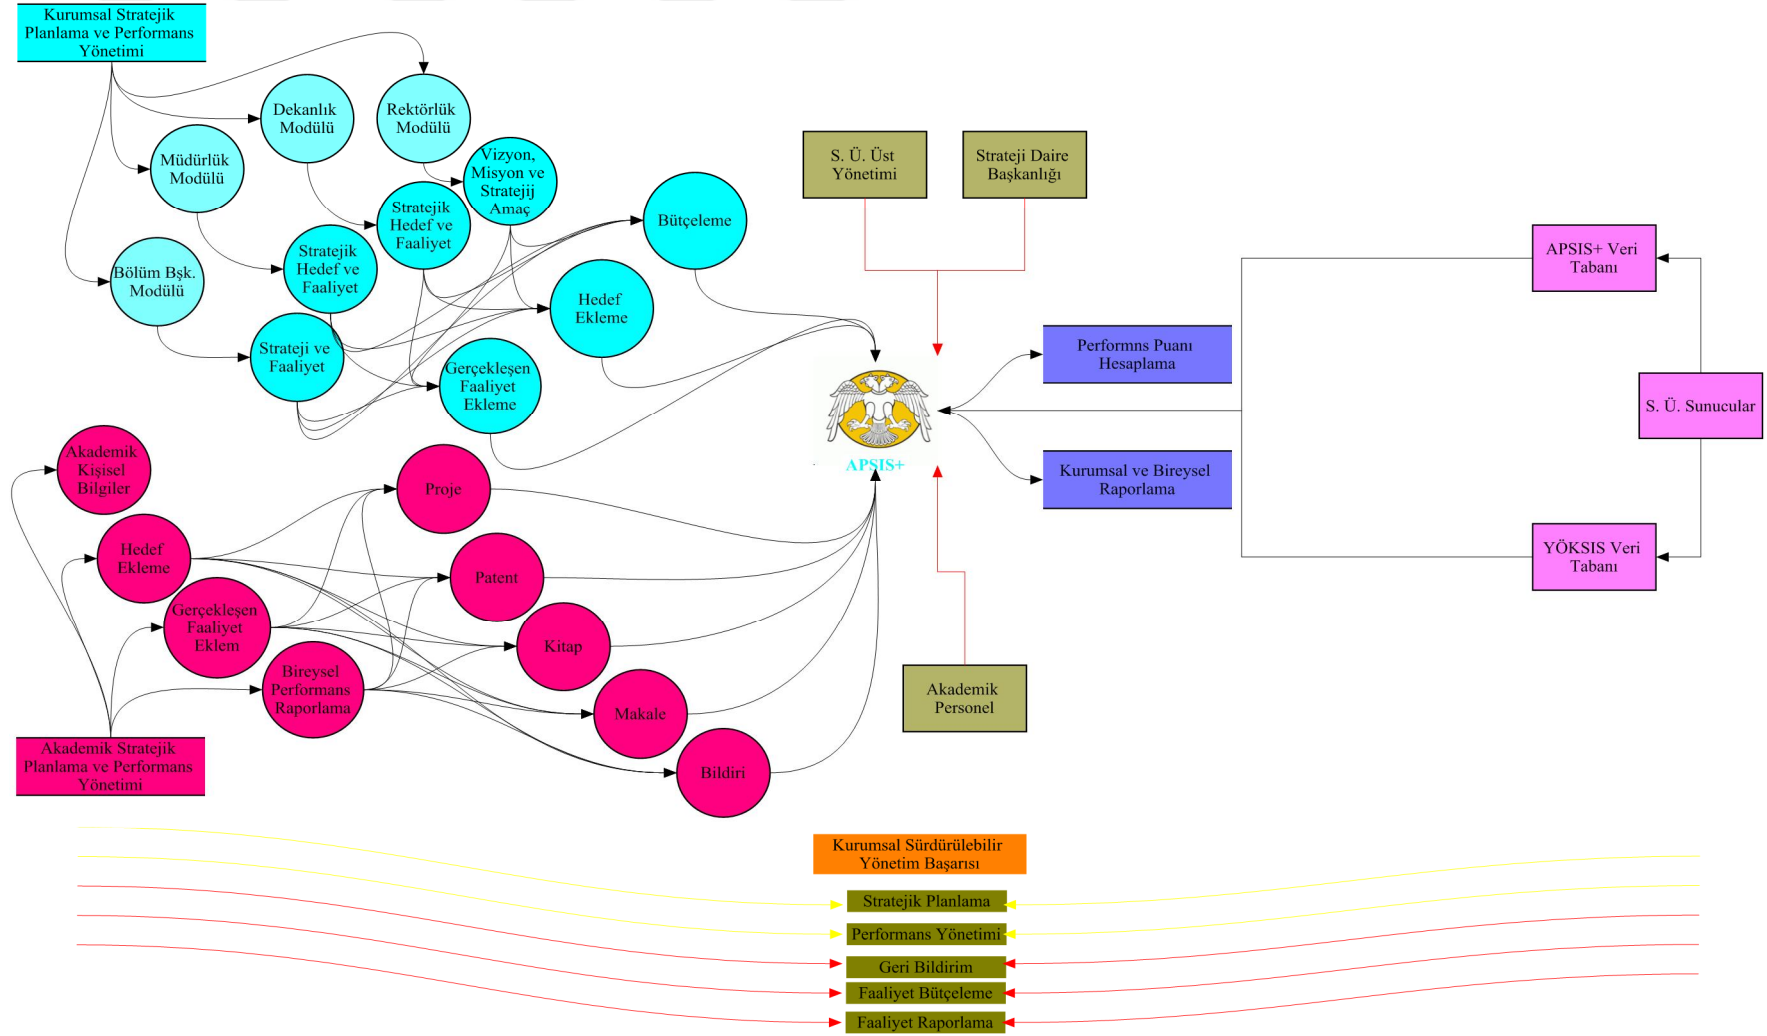 Kurumsal Stratejik
Planlama ve Performans
Yönetimi
Dekanlık
Modülü
Rektörlük
Modülü
Müdürlük
Modülü
Vizyon,
Misyon ve
Stratejij
Amaç
Stratejik
Hedef ve
Faaliyet
Bütçeleme
Stratejik
Hedef ve
Faaliyet
Bölüm Bşk.
Modülü
Hedef
Ekleme
Strateji ve
Faaliyet
Gerçekleşen
Faaliyet
Ekleme
S. Ü. Üst
Yönetimi
Strateji Daire
Başkanlığı
APSIS+ Veri
Tabanı
Performns Puanı
Hesaplama
S. Ü. Sunucular
APSIS+
Kurumsal ve Bireysel
Raporlama
YÖKSIS Veri
Tabanı
Akademik
Kişisel
Bilgiler
Proje
Hedef
Ekleme
Patent
Gerçekleşen
Faaliyet
Eklem
Kitap
Bireysel
Performans
Raporlama
Makale
Bildiri
Akademik
Personel
Akademik Stratejik
Planlama ve Performans
Yönetimi
Kurumsal Sürdürülebilir
Yönetim Başarısı
Stratejik Planlama
Performans Yönetimi
Geri Bildirim
Faaliyet Bütçeleme
Faaliyet Raporlama